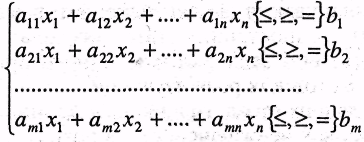 a₁₁x₁ + a₁₂x₂ + .... + a₁ₙxₙ{≤,≥,=}b₁
a₂₁x₁ + a₂₂x₂ + .... + a₂ₙxₙ{≤,≥,=}b₂
................................................
aₘ₁x₁ + aₘ₂x₂ + .... + aₘₙxₙ{≤,≥,=}bₘ